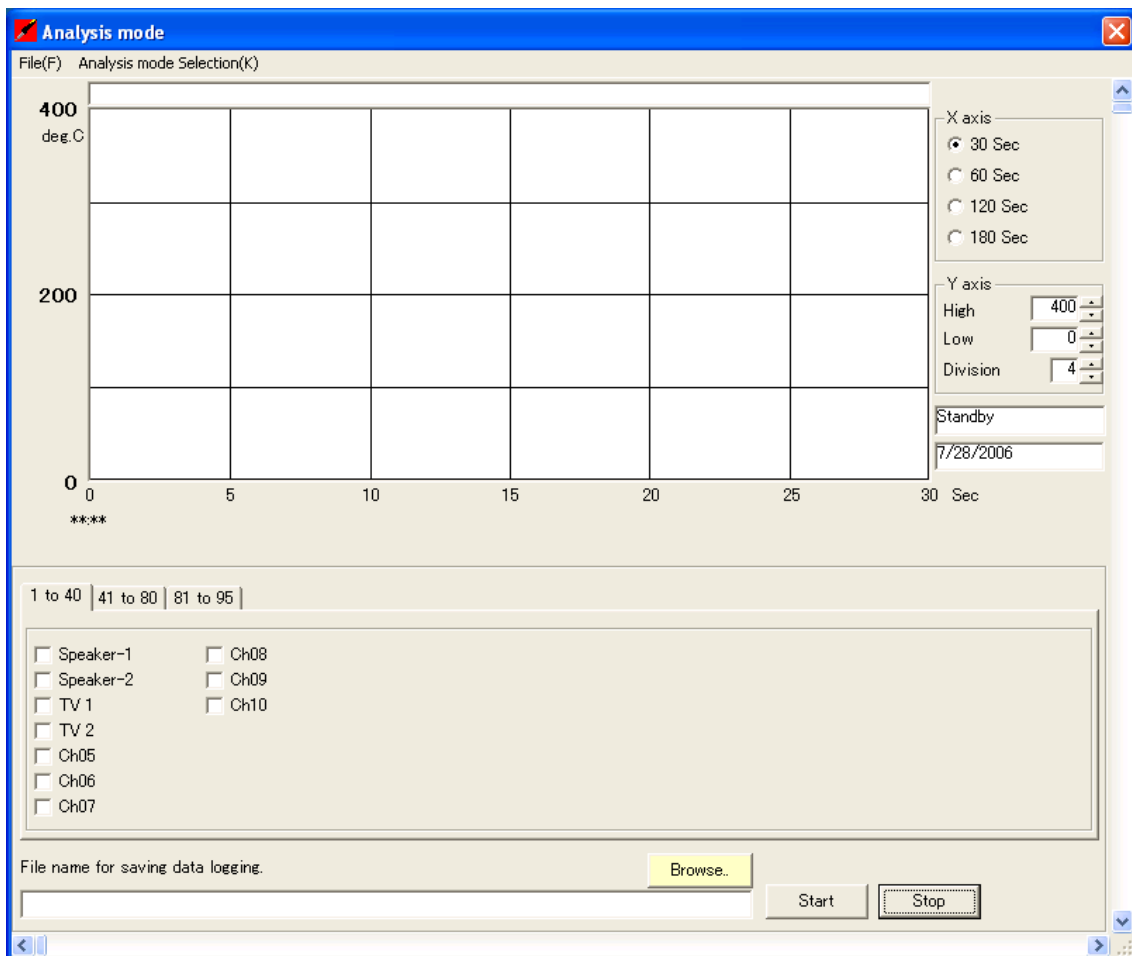 Analysis mode
File(F) Analysis mode Selection(K)
400
deg.C
200
0
0 5 10 15 20 25 30 Sec
**:**
X axis
30 Sec
60 Sec
120 Sec
180 Sec
Y axis
High 400
Low 0
Division 4
Standby
7/28/2006
1 to 40 41 to 80 81 to 95
Speaker-1 Ch08
Speaker-2 Ch09
TV 1 Ch10
TV 2
Ch05
Ch06
Ch07
File name for saving data logging.
Browse..
Start Stop